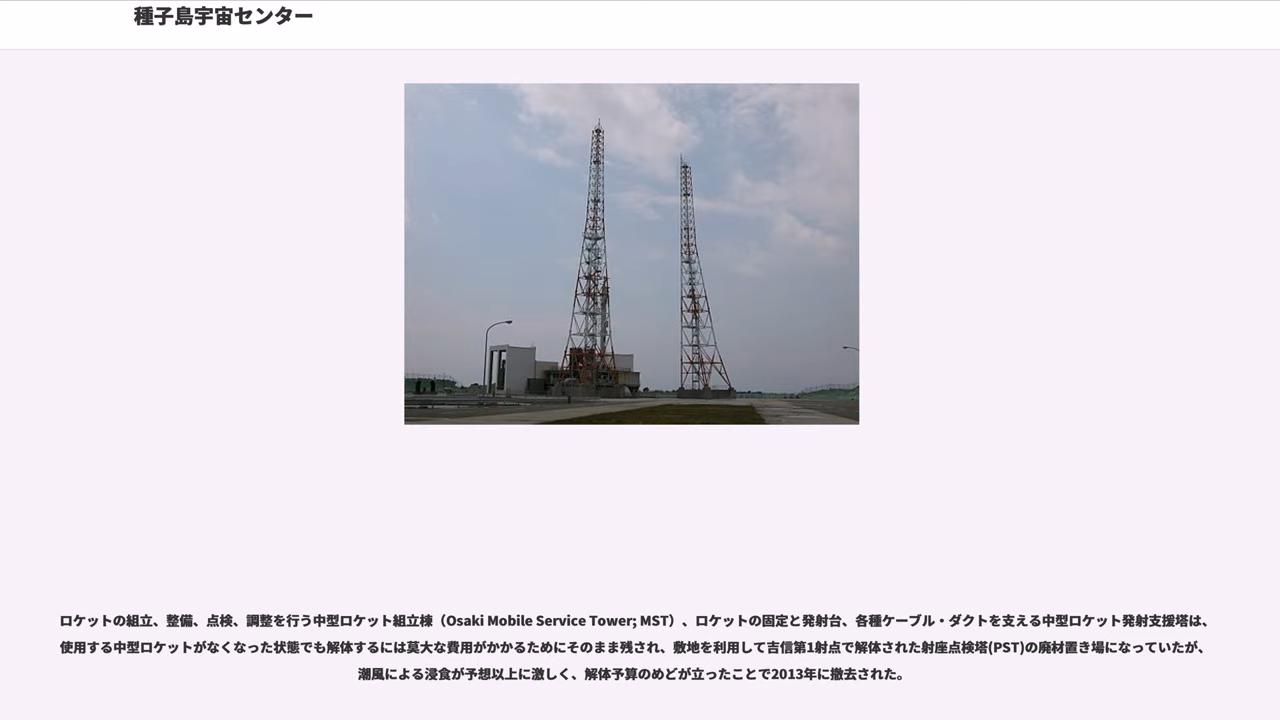 種子島宇宙センター
ロケットの組立、整備、点検、調整を行う中型ロケット組立棟（Osaki Mobile Service Tower; MST）、ロケットの固定と発射台、各種ケーブル・ダクトを支える中型ロケット発射支援塔は、
使用する中型ロケットがなくなった状態でも解体するには莫大な費用がかかるためにそのまま残され、敷地を利用して吉信第1射点で解体された射座点検塔(PST)の廃材置き場になっていたが、
潮風による浸食が予想以上に激しく、解体予算のめどが立ったことで2013年に撤去された。